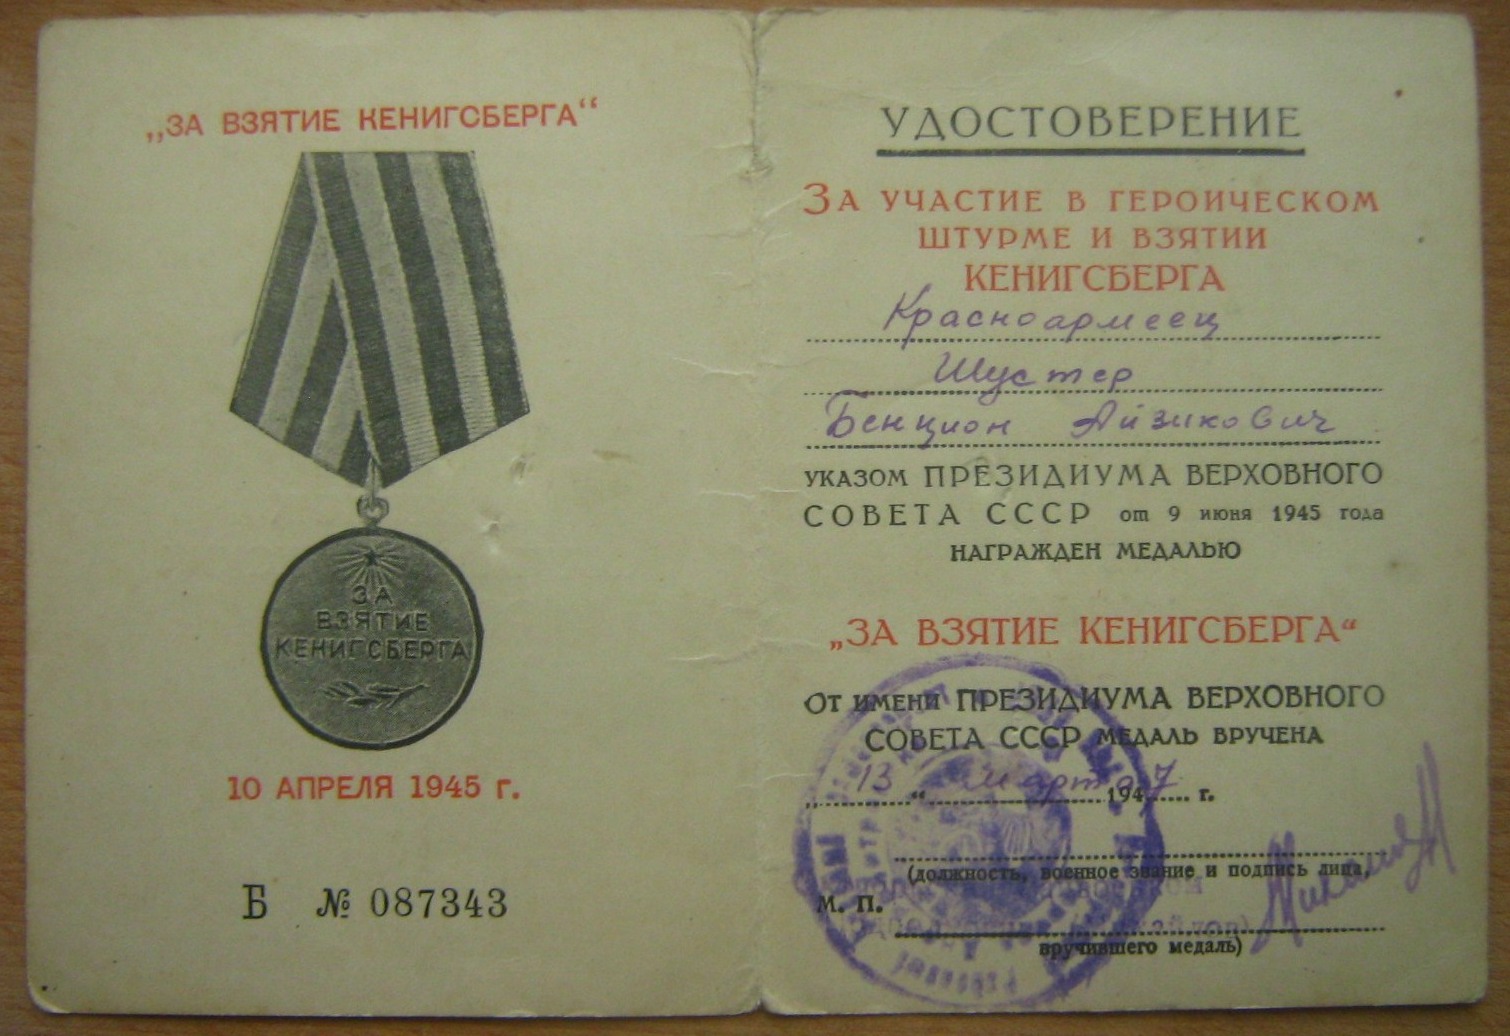 „ЗА ВЗЯТИЕ КЕНИГСБЕРГА“
ЗА
ВЗЯТИЕ
КЕНИГСБЕРГА
10 АПРЕЛЯ 1945 г.
Б № 087343
УДОСТОВЕРЕНИЕ
ЗА УЧАСТИЕ В ГЕРОИЧЕСКОМ
ШТУРМЕ И ВЗЯТИИ
КЕНИГСБЕРГА
Красноармеец
Шустер
Бенцион Айзикович
УКАЗОМ ПРЕЗИДИУМА ВЕРХОВНОГО
СОВЕТА СССР от 9 июня 1945 года
НАГРАЖДЕН МЕДАЛЬЮ
„ЗА ВЗЯТИЕ КЕНИГСБЕРГА“
ОТ ИМЕНИ ПРЕЗИДИУМА ВЕРХОВНОГО
СОВЕТА СССР МЕДАЛЬ ВРУЧЕНА
„13“ марта 1947 г.
(должность, военное звание и подпись лица,
М. П.
вручившего медаль)